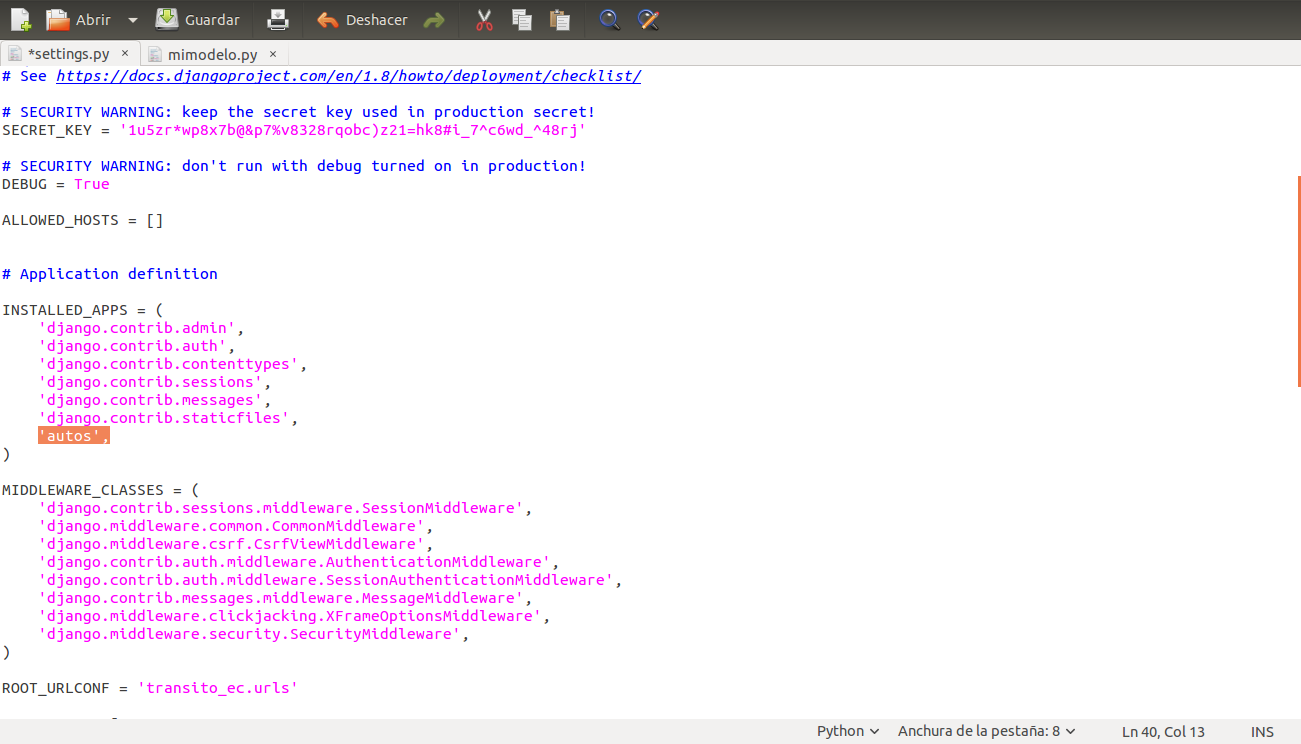 Abrir Guardar Deshacer
*settings.py × mimodelo.py ×
# See https://docs.djangoproject.com/en/1.8/howto/deployment/checklist/
# SECURITY WARNING: keep the secret key used in production secret!
SECRET_KEY = '1u5zr*wp8x7b@&p7%v8328rqobc)z21=hk8#i_7^c6wd_^48rj'
# SECURITY WARNING: don't run with debug turned on in production!
DEBUG = True
ALLOWED_HOSTS = []
# Application definition
INSTALLED_APPS = (
    'django.contrib.admin',
    'django.contrib.auth',
    'django.contrib.contenttypes',
    'django.contrib.sessions',
    'django.contrib.messages',
    'django.contrib.staticfiles',
    'autos',
)
MIDDLEWARE_CLASSES = (
    'django.contrib.sessions.middleware.SessionMiddleware',
    'django.middleware.common.CommonMiddleware',
    'django.middleware.csrf.CsrfViewMiddleware',
    'django.contrib.auth.middleware.AuthenticationMiddleware',
    'django.contrib.auth.middleware.SessionAuthenticationMiddleware',
    'django.contrib.messages.middleware.MessageMiddleware',
    'django.middleware.clickjacking.XFrameOptionsMiddleware',
    'django.middleware.security.SecurityMiddleware',
)
ROOT_URLCONF = 'transito_ec.urls'
Python Anchura de la pestaña: 8 Ln 40, Col 13 INS